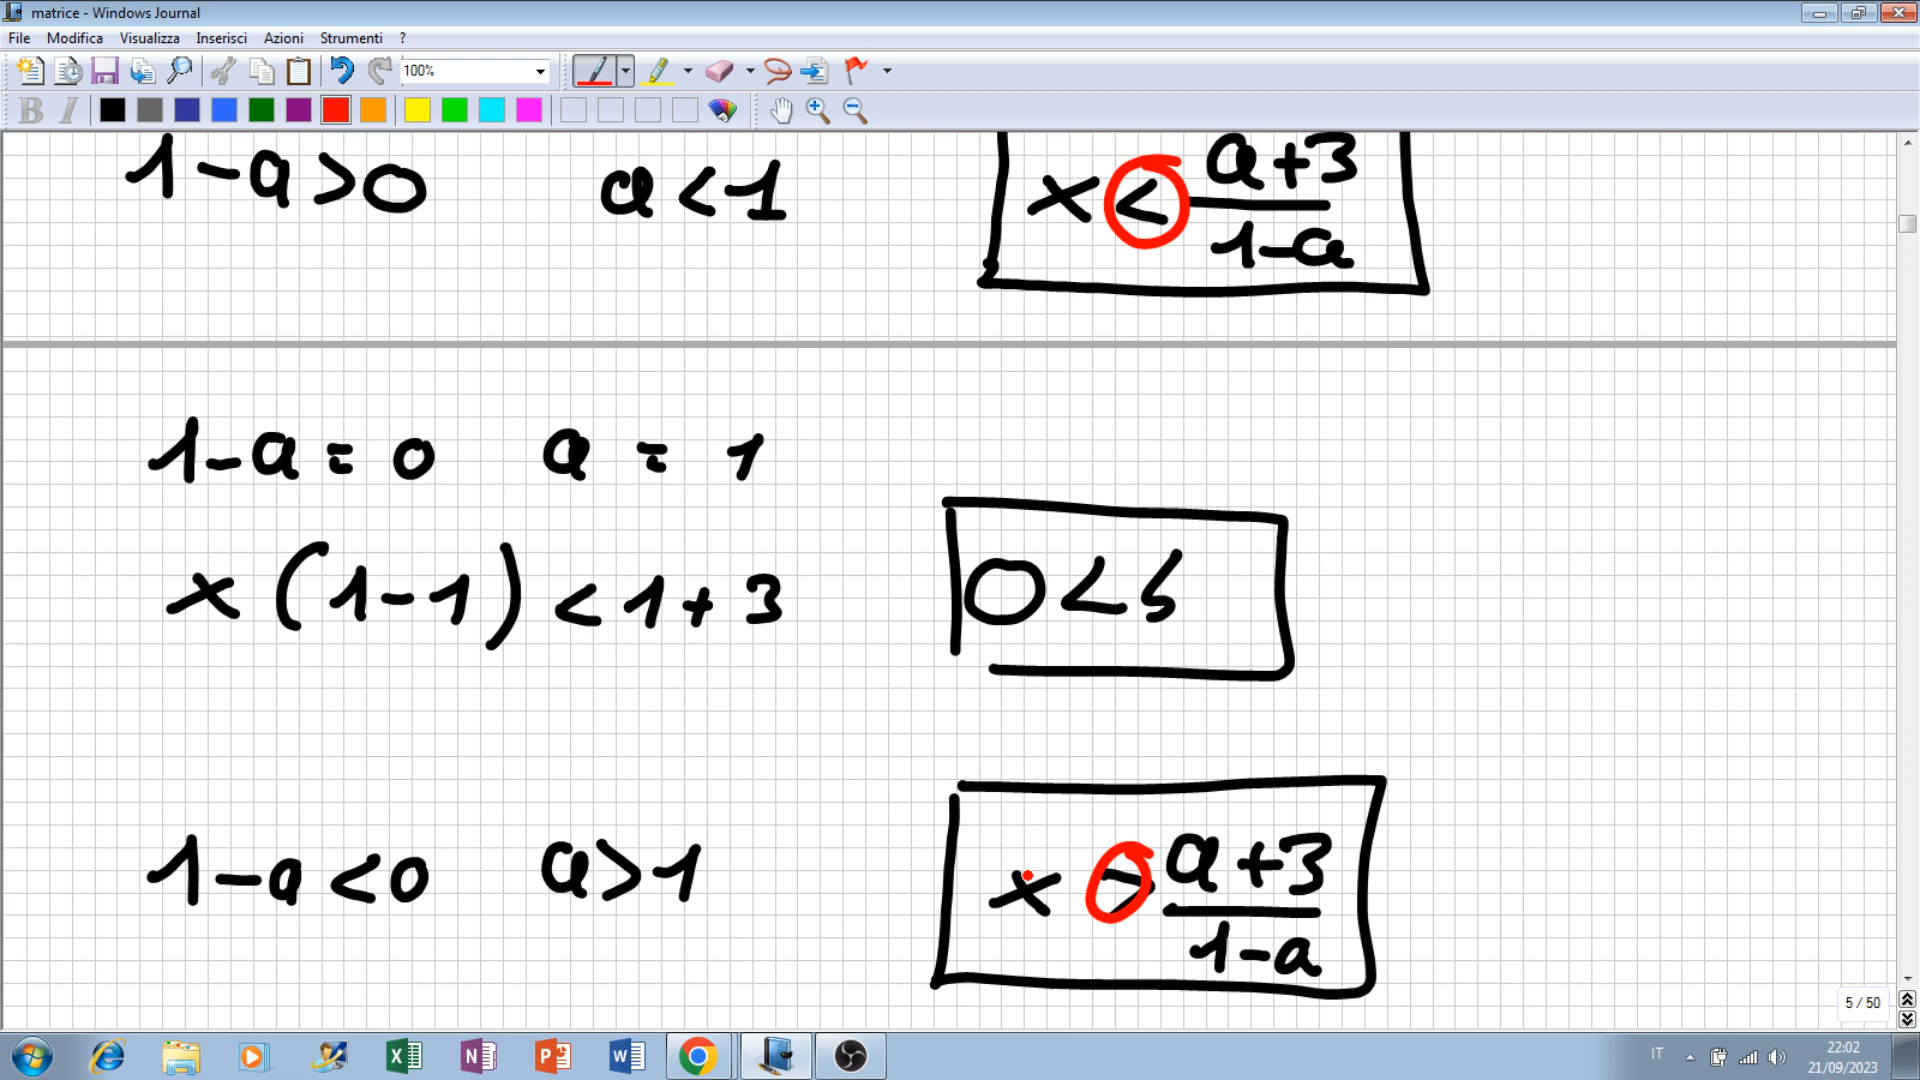 matrice - Windows Journal
File Modifica Visualizza Inserisci Azioni Strumenti ?
100%
B I
1-a>0 a<1 x < a+3 / 1-a
1-a = 0 a = 1
x (1-1) < 1+3 0<4
1-a<0 a>1 x > a+3 / 1-a
5 / 50
IT 22:02
21/09/2023